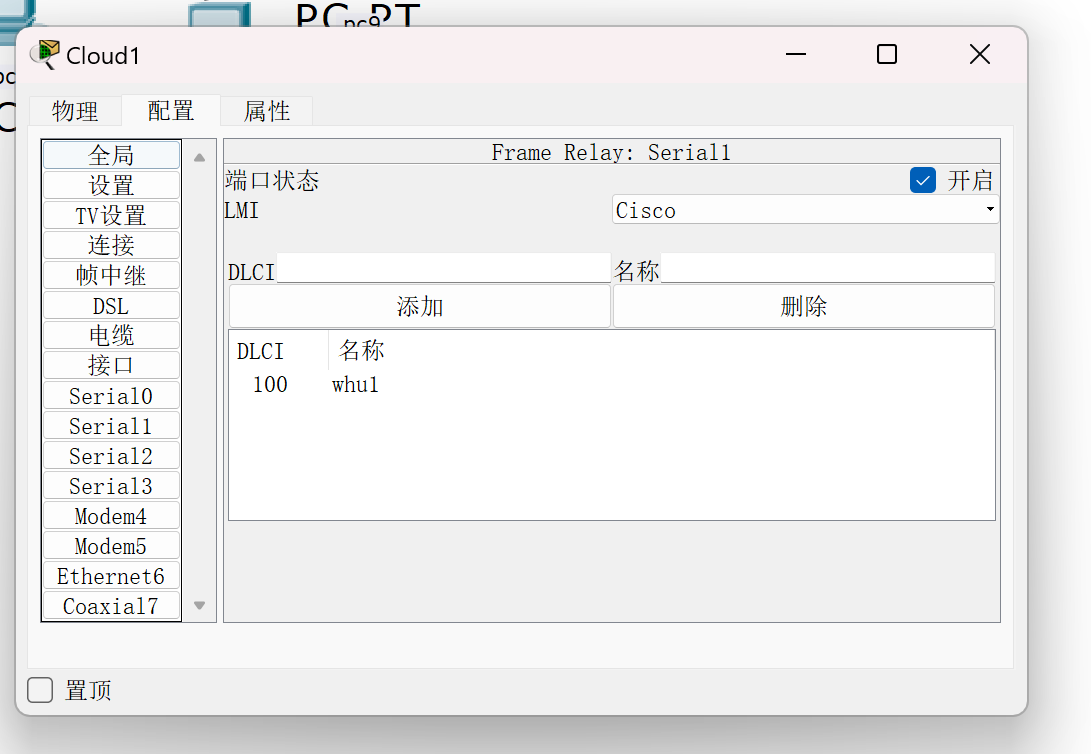 PC-PT
pc9
Cloud1
物理 配置 属性
全局
设置
TV设置
连接
帧中继
DSL
电缆
接口
Serial0
Serial1
Serial2
Serial3
Modem4
Modem5
Ethernet6
Coaxial7
Frame Relay: Serial1
端口状态 开启
LMI Cisco
DLCI 名称
添加 删除
DLCI 名称
100 whu1
置顶